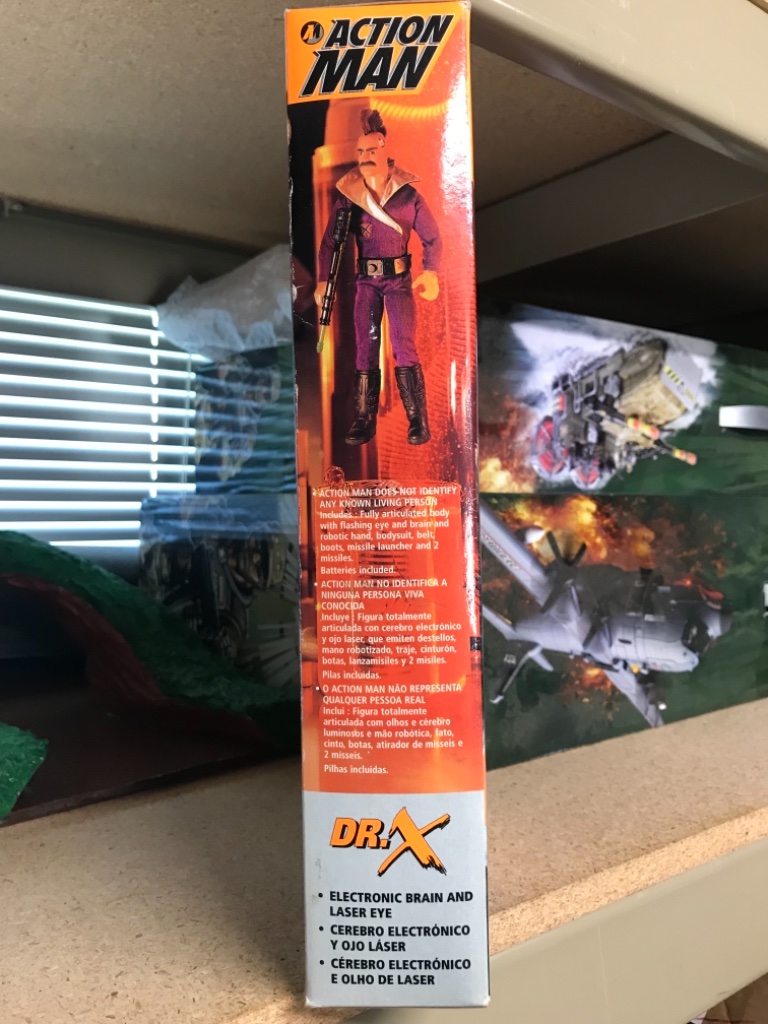 ACTION
MAN
• ACTION MAN DOES NOT IDENTIFY
ANY KNOWN LIVING PERSON
Includes : Fully articulated body
with flashing eye and brain and
robotic hand, bodysuit, belt,
boots, missile launcher and 2
missiles.
Batteries included.
• ACTION MAN NO IDENTIFICA A
NINGUNA PERSONA VIVA
CONOCIDA
Incluye : Figura totalmente
articulada con cerebro electrónico
y ojo laser, que emiten destellos,
mano robotizado, traje, cinturón,
botas, lanzamisiles y 2 misiles.
Pilas incluidas.
• O ACTION MAN NÃO REPRESENTA
QUALQUER PESSOA REAL
Inclui : Figura totalmente
articulada com olhos e cérebro
luminosos e mão robótica, fato,
cinto, botas, atirador de mísseis e
2 mísseis.
Pilhas incluidas.
DR. X
• ELECTRONIC BRAIN AND
LASER EYE
• CEREBRO ELECTRÓNICO
Y OJO LÁSER
• CÉREBRO ELECTRÓNICO
E OLHO DE LASER